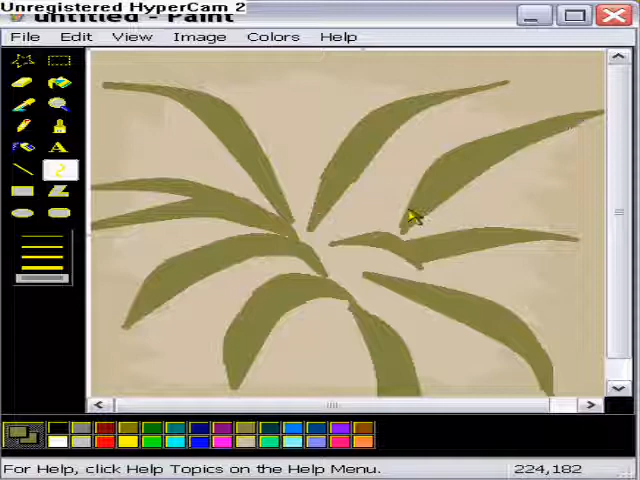 Unregistered HyperCam 2
untitled - Paint
File Edit View Image Colors Help
A
For Help, click Help Topics on the Help Menu. 224,182